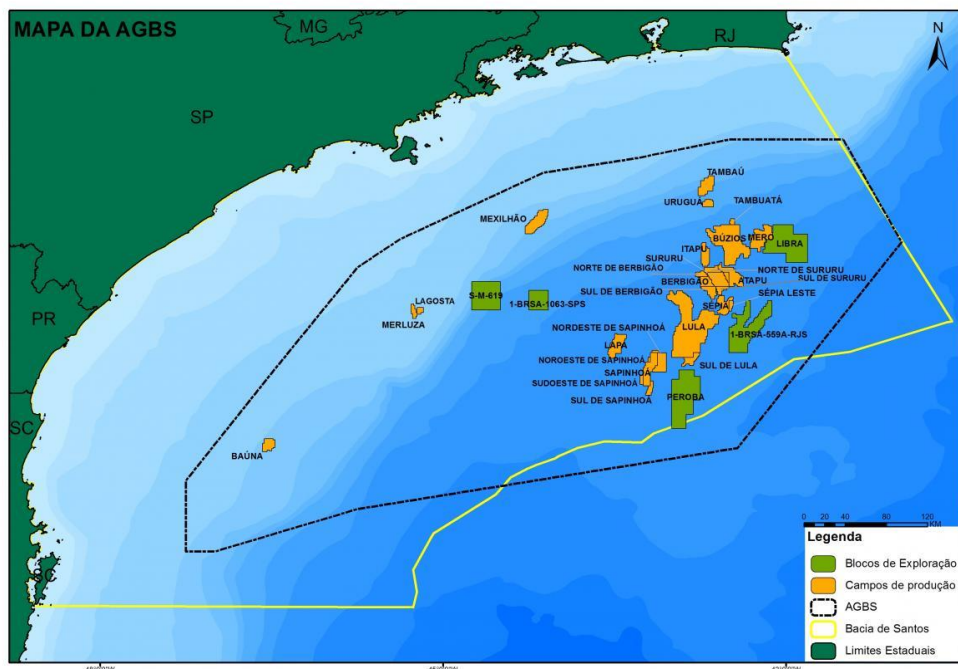 MAPA DA AGBS
MG
RJ
N
SP
TAMBAÚ
URUGUÁ
TAMBUATÁ
MEXILHÃO
BÚZIOS
MERO
LIBRA
ITAPU
SURURU
NORTE DE BERBIGÃO
NORTE DE SURURU
SUL DE SURURU
BERBIGÃO
ATAPU
SUL DE BERBIGÃO
SÉPIA LESTE
SÉPIA
S-M-619
1-BRSA-1063-SPS
PR
LAGOSTA
MERLUZA
NORDESTE DE SAPINHOÁ
LULA
1-BRSA-559A-RJS
LAPA
NOROESTE DE SAPINHOÁ
SUL DE LULA
SAPINHOÁ
SUDOESTE DE SAPINHOÁ
PEROBA
SUL DE SAPINHOÁ
SC
BAÚNA
0 20 40 80 120
KM
Legenda
Blocos de Exploração
Campos de produção
AGBS
Bacia de Santos
Limites Estaduais
SC